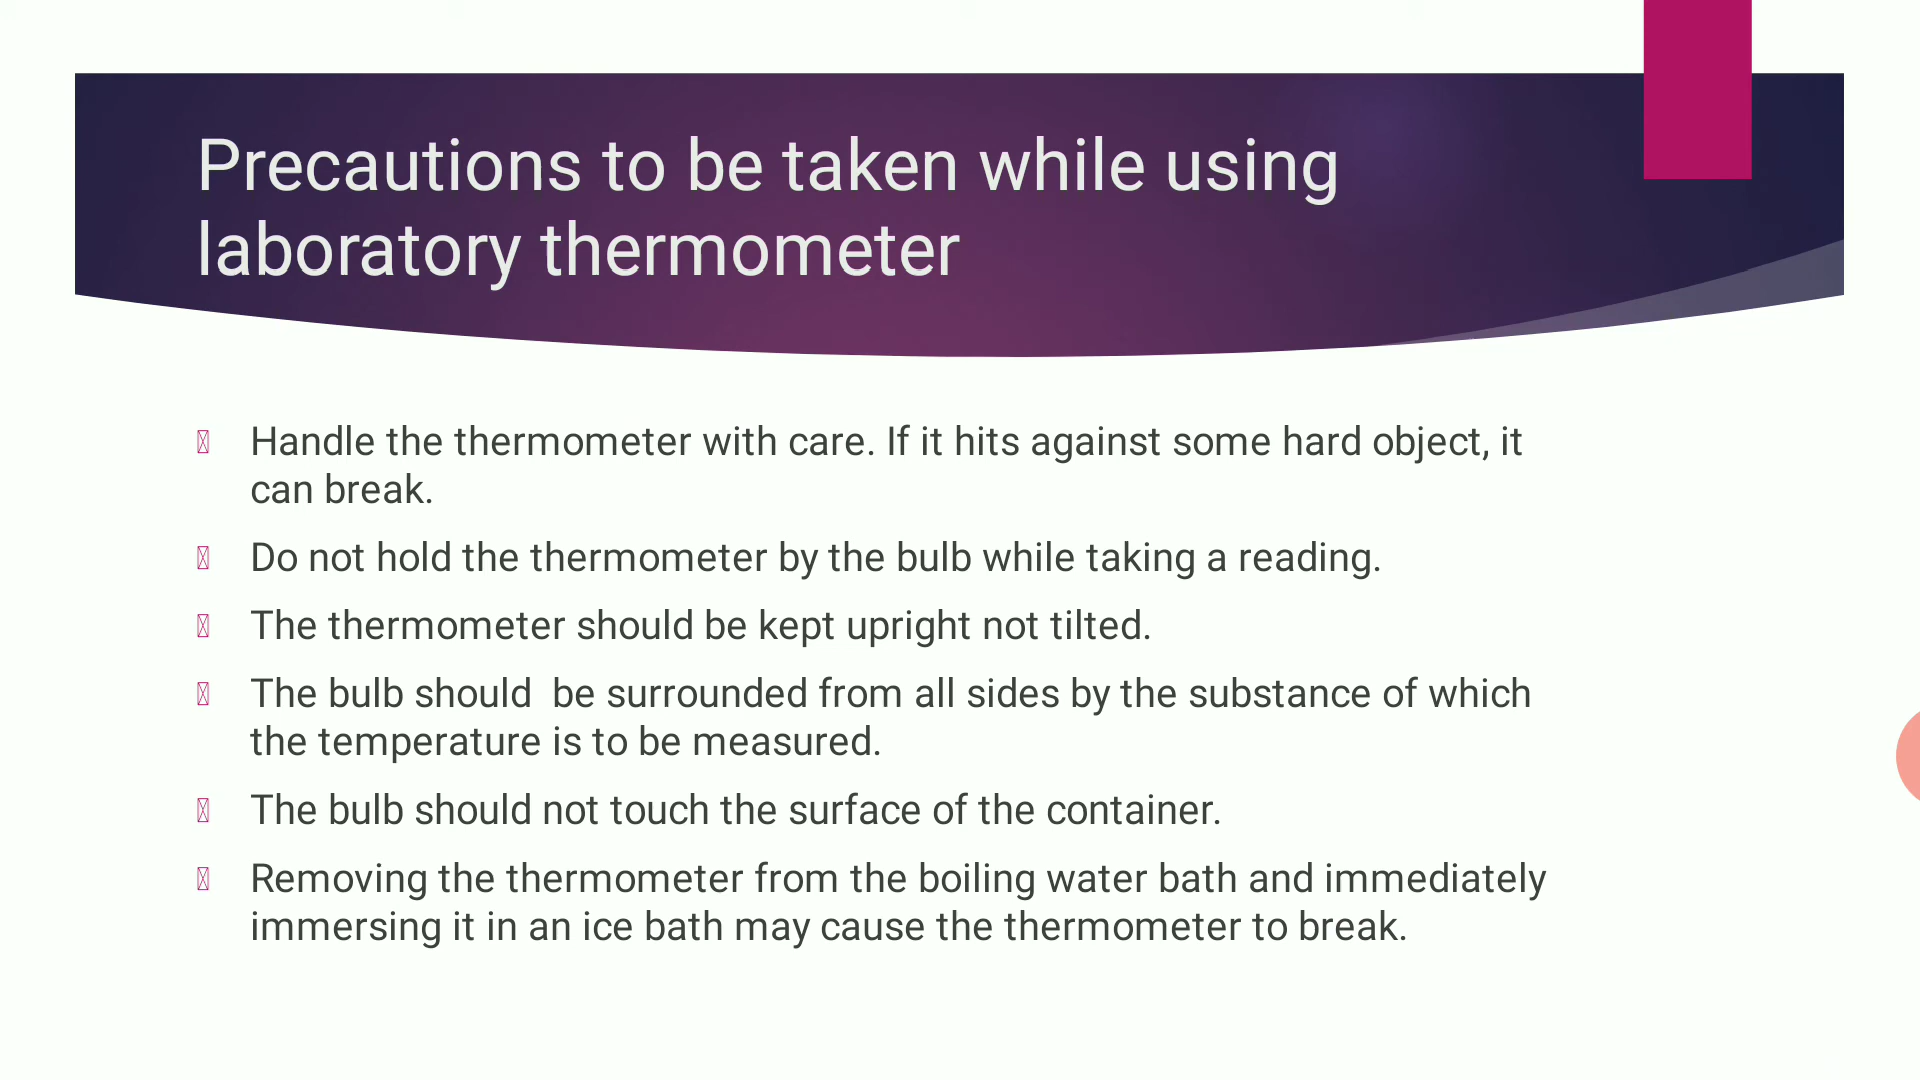 Precautions to be taken while using
laboratory thermometer
Handle the thermometer with care. If it hits against some hard object, it
can break.
Do not hold the thermometer by the bulb while taking a reading.
The thermometer should be kept upright not tilted.
The bulb should  be surrounded from all sides by the substance of which
the temperature is to be measured.
The bulb should not touch the surface of the container.
Removing the thermometer from the boiling water bath and immediately
immersing it in an ice bath may cause the thermometer to break.